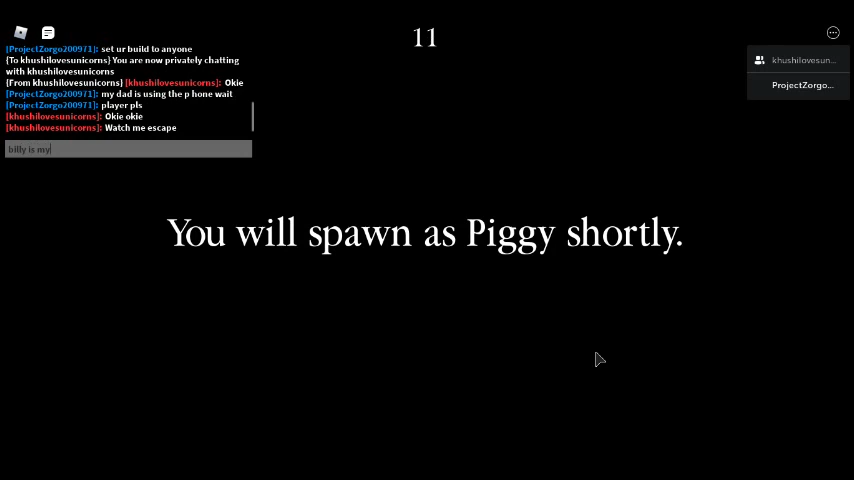 11
[ProjectZorgo200971]: set ur build to anyone
{To khushilovesunicorns} You are now privately chatting
with khushilovesunicorns
{From khushilovesunicorns} [khushilovesunicorns]: Okie
[ProjectZorgo200971]: my dad is using the p hone wait
[ProjectZorgo200971]: player pls
[khushilovesunicorns]: Okie okie
[khushilovesunicorns]: Watch me escape
billy is my
khushilovesun...
ProjectZorgo...
You will spawn as Piggy shortly.